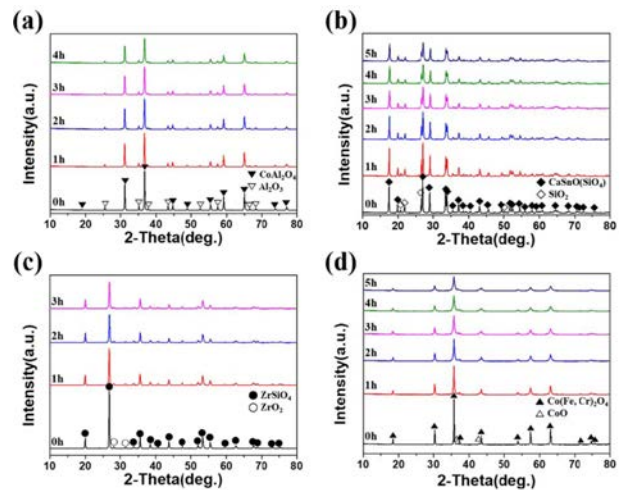 (a)
Intensity(a.u.)
4h
3h
2h
1h
0h
CoAl₂O₄
Al₂O₃
10 20 30 40 50 60 70 80
2-Theta(deg.)
(b)
Intensity(a.u.)
5h
4h
3h
2h
1h
0h
CaSnO(SiO₄)
SiO₂
10 20 30 40 50 60 70 80
2-Theta(deg.)
(c)
Intensity(a.u.)
3h
2h
1h
0h
ZrSiO₄
ZrO₂
10 20 30 40 50 60 70 80
2-Theta(deg.)
(d)
Intensity(a.u.)
5h
4h
3h
2h
1h
0h
Co(Fe, Cr)₂O₄
CoO
10 20 30 40 50 60 70 80
2-Theta(deg.)